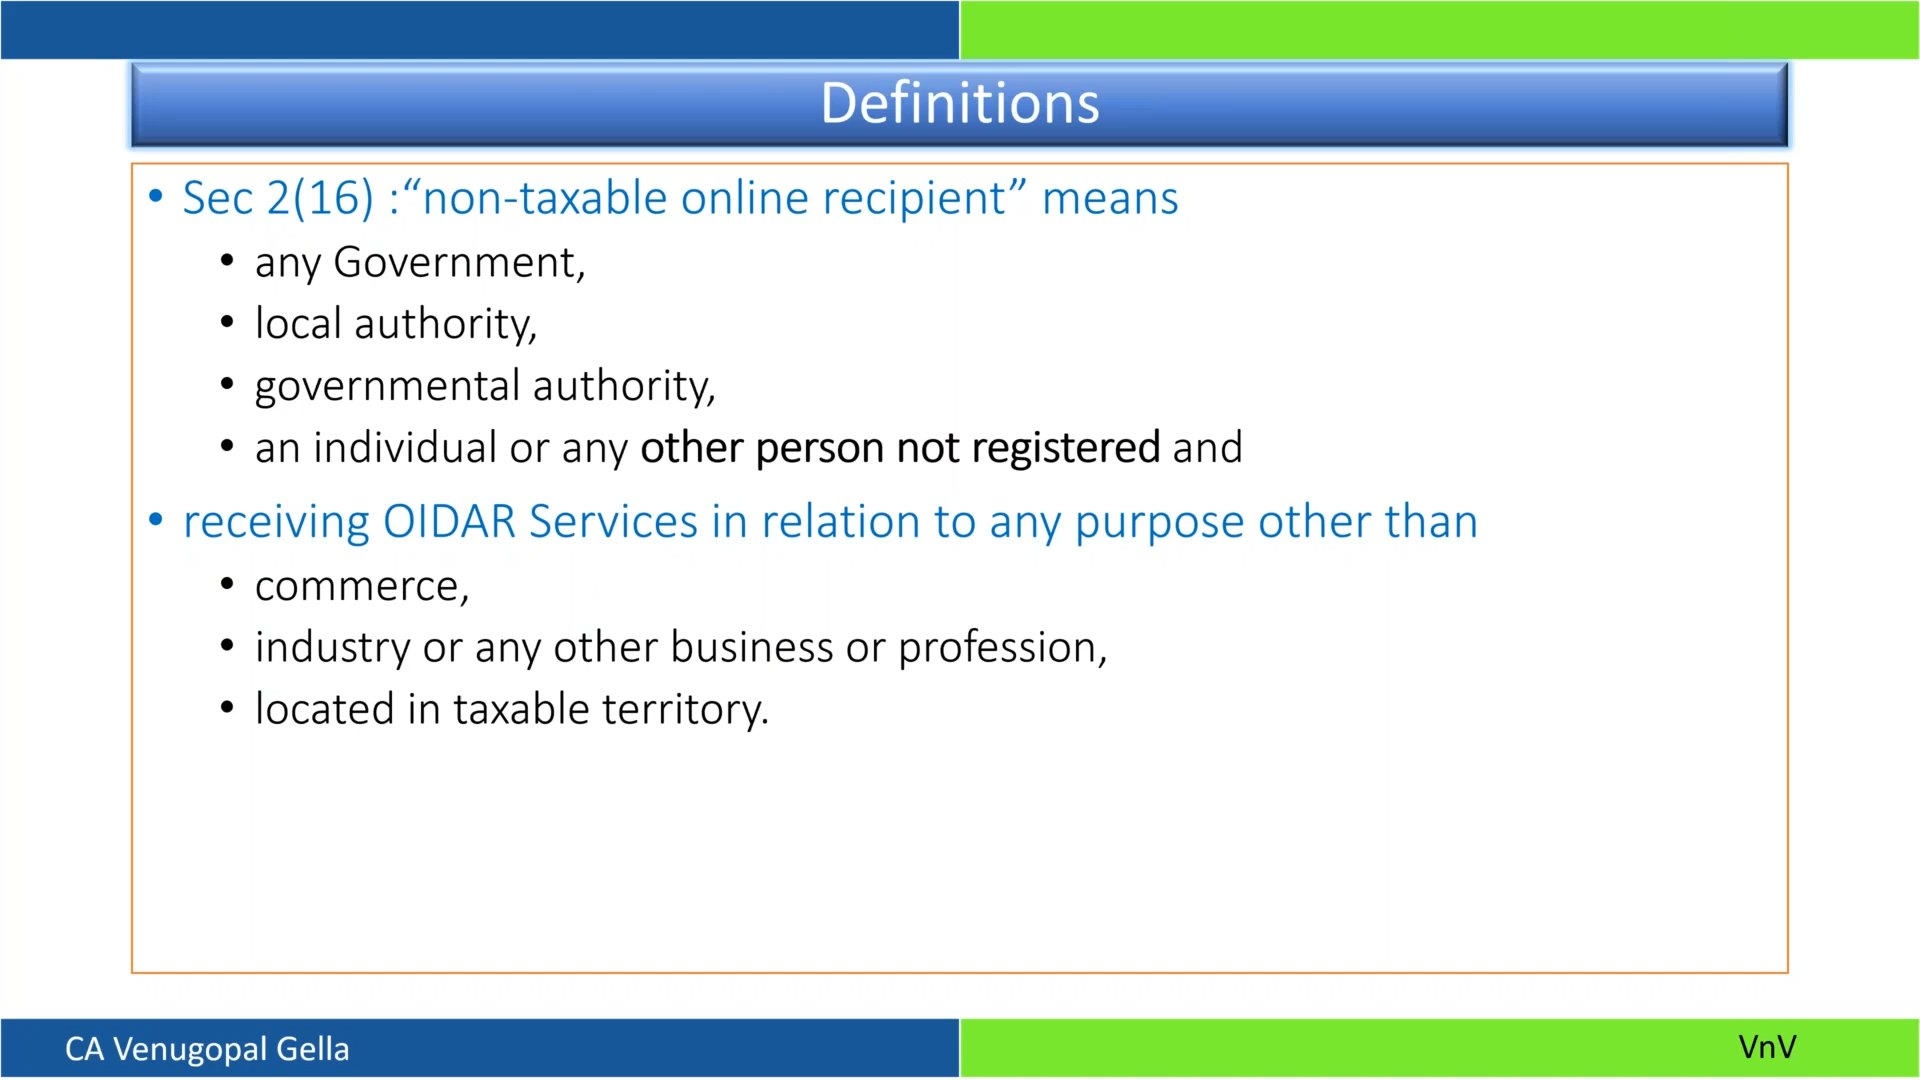 Definitions
• Sec 2(16) :“non-taxable online recipient” means
• any Government,
• local authority,
• governmental authority,
• an individual or any other person not registered and
• receiving OIDAR Services in relation to any purpose other than
• commerce,
• industry or any other business or profession,
• located in taxable territory.
CA Venugopal Gella
VnV